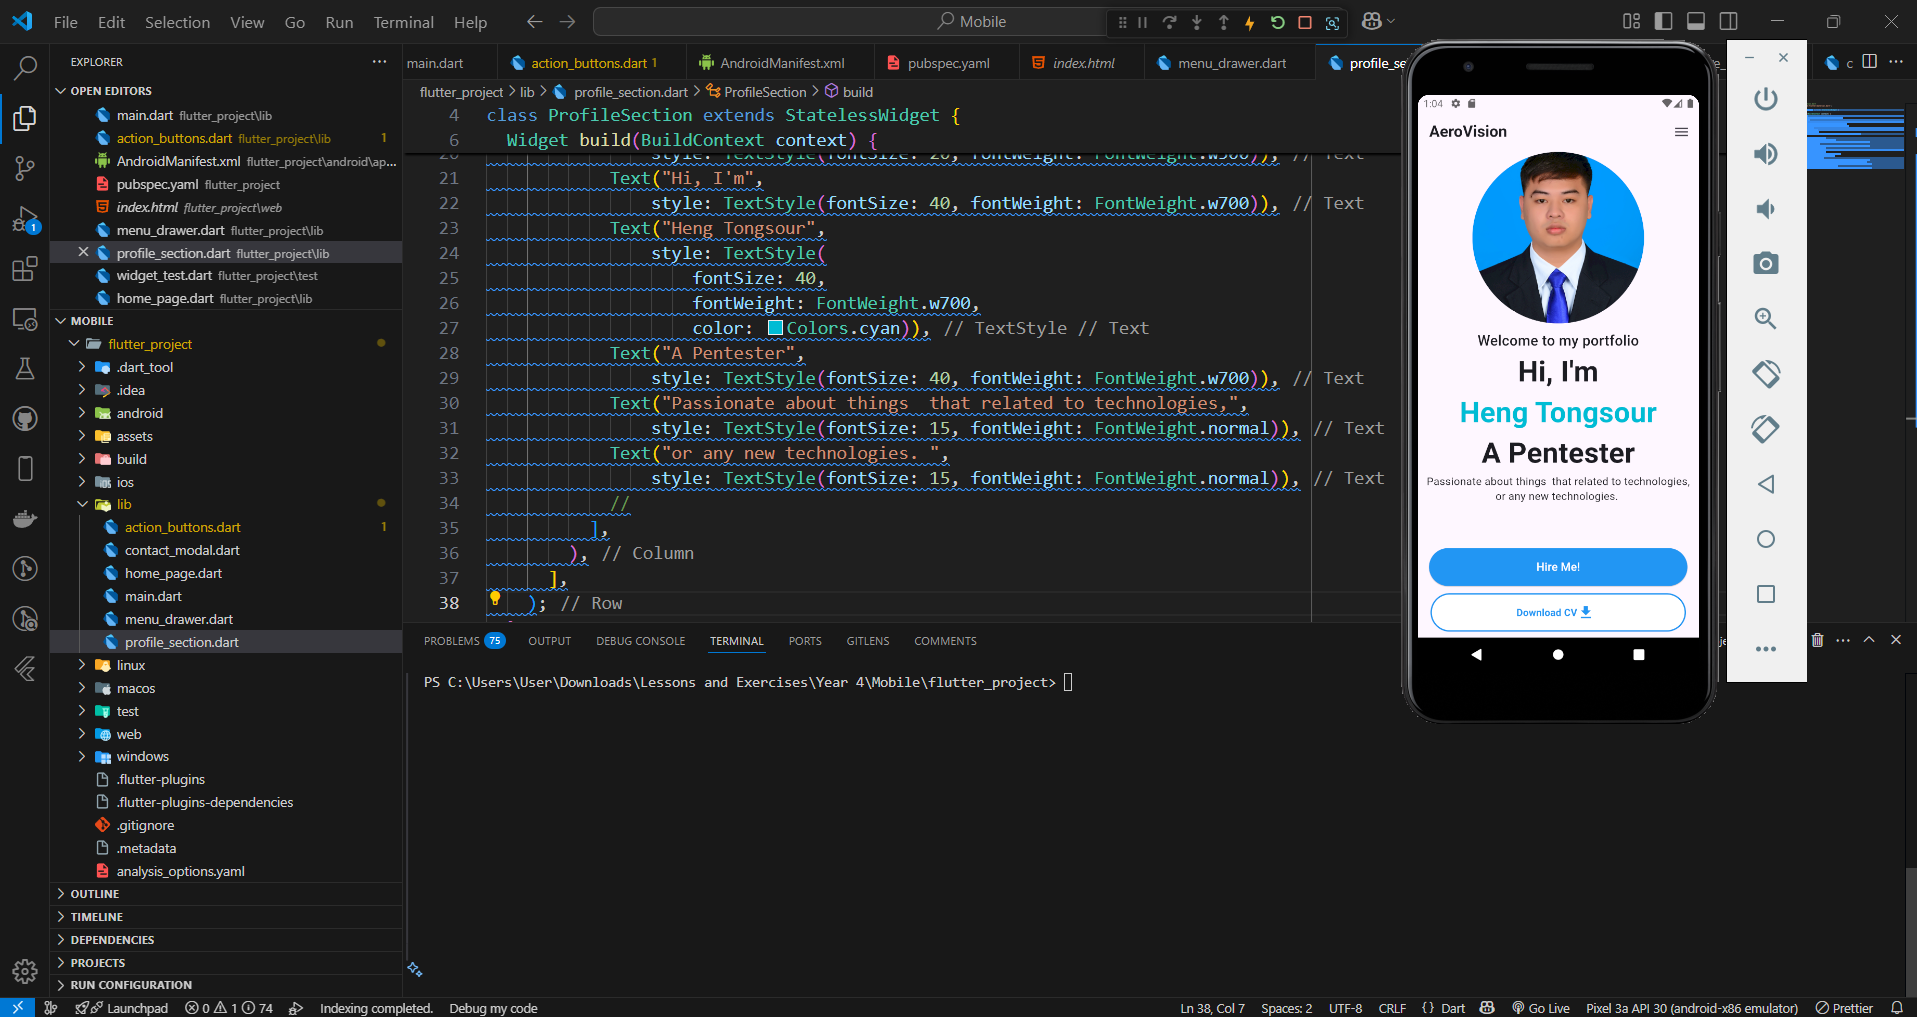 File Edit Selection View Go Run Terminal Help
Mobile
EXPLORER
OPEN EDITORS
main.dart flutter_project\lib
action_buttons.dart flutter_project\lib 1
AndroidManifest.xml flutter_project\android\ap...
pubspec.yaml flutter_project
index.html flutter_project\web
menu_drawer.dart flutter_project\lib
profile_section.dart flutter_project\lib
widget_test.dart flutter_project\test
home_page.dart flutter_project\lib
1
MOBILE
flutter_project
.dart_tool
.idea
android
assets
build
ios
lib
action_buttons.dart 1
contact_modal.dart
home_page.dart
main.dart
menu_drawer.dart
profile_section.dart
linux
macos
test
web
windows
.flutter-plugins
.flutter-plugins-dependencies
.gitignore
.metadata
analysis_options.yaml
OUTLINE
TIMELINE
DEPENDENCIES
PROJECTS
RUN CONFIGURATION
main.dart action_buttons.dart 1 AndroidManifest.xml pubspec.yaml index.html menu_drawer.dart profile_se
flutter_project > lib > profile_section.dart > ProfileSection > build
4 class ProfileSection extends StatelessWidget {
6 Widget build(BuildContext context) {
20 style: TextStyle(fontSize: 20, fontWeight: FontWeight.w500)), // Text
21 Text("Hi, I'm",
22 style: TextStyle(fontSize: 40, fontWeight: FontWeight.w700)), // Text
23 Text("Heng Tongsour",
24 style: TextStyle(
25 fontSize: 40,
26 fontWeight: FontWeight.w700,
27 color: Colors.cyan)), // TextStyle // Text
28 Text("A Pentester",
29 style: TextStyle(fontSize: 40, fontWeight: FontWeight.w700)), // Text
30 Text("Passionate about things  that related to technologies,",
31 style: TextStyle(fontSize: 15, fontWeight: FontWeight.normal)), // Text
32 Text("or any new technologies. ",
33 style: TextStyle(fontSize: 15, fontWeight: FontWeight.normal)), // Text
34 //
35 ],
36 ), // Column
37 ],
38 ); // Row
PROBLEMS 75 OUTPUT DEBUG CONSOLE TERMINAL PORTS GITLENS COMMENTS
PS C:\Users\User\Downloads\Lessons and Exercises\Year 4\Mobile\flutter_project>
1:04
AeroVision
Welcome to my portfolio
Hi, I'm
Heng Tongsour
A Pentester
Passionate about things  that related to technologies,
or any new technologies.
Hire Me!
Download CV
Launchpad 0 1 74 Indexing completed. Debug my code Ln 38, Col 7 Spaces: 2 UTF-8 CRLF { } Dart Go Live Pixel 3a API 30 (android-x86 emulator) Prettier